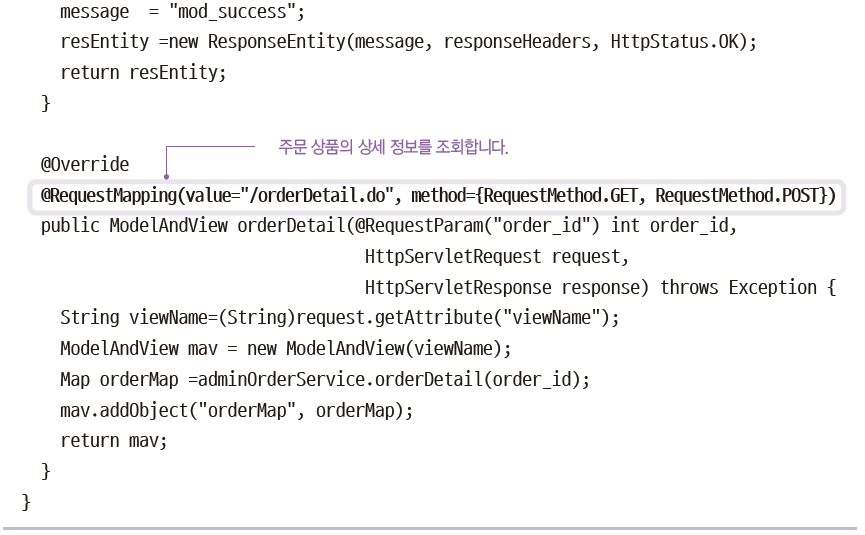 message  = "mod_success";
resEntity =new ResponseEntity(message, responseHeaders, HttpStatus.OK);
return resEntity;
}
주문 상품의 상세 정보를 조회합니다.
@Override
@RequestMapping(value="/orderDetail.do", method={RequestMethod.GET, RequestMethod.POST})
public ModelAndView orderDetail(@RequestParam("order_id") int order_id,
HttpServletRequest request,
HttpServletResponse response) throws Exception {
String viewName=(String)request.getAttribute("viewName");
ModelAndView mav = new ModelAndView(viewName);
Map orderMap =adminOrderService.orderDetail(order_id);
mav.addObject("orderMap", orderMap);
return mav;
}
}